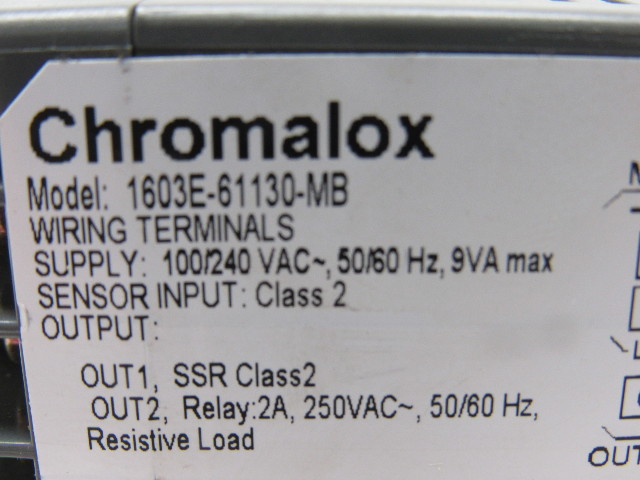 Chromalox
Model: 1603E-61130-MB
WIRING TERMINALS
SUPPLY: 100/240 VAC~, 50/60 Hz, 9VA max
SENSOR INPUT: Class 2
OUTPUT:
OUT1, SSR Class2
OUT2, Relay:2A, 250VAC~, 50/60 Hz,
Resistive Load